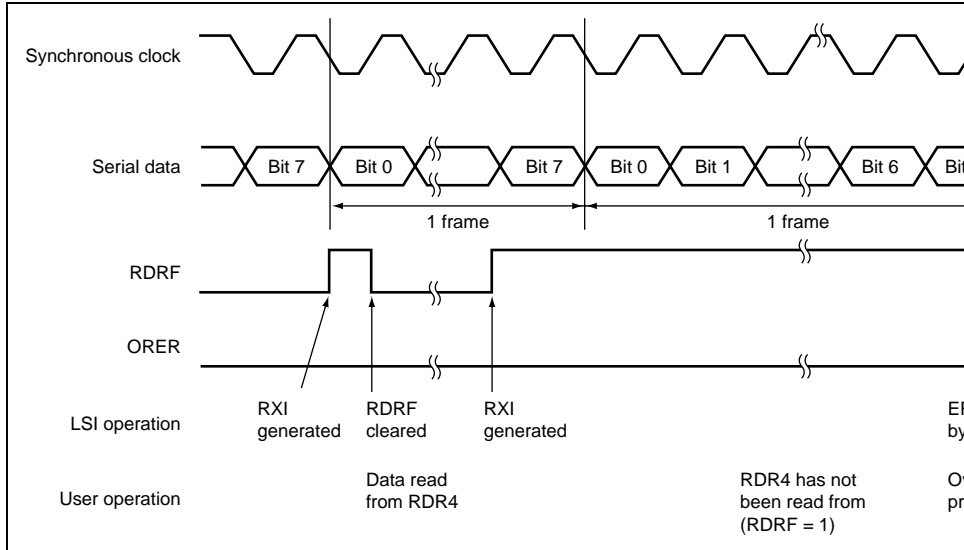 Synchronous clock
Serial data
Bit 7
Bit 0
Bit 7
Bit 0
Bit 1
Bit 6
1 frame
1 frame
RDRF
ORER
LSI operation
RXI
generated
RDRF
cleared
RXI
generated
by
User operation
Data read
from RDR4
RDR4 has not
been read from
(RDRF = 1)